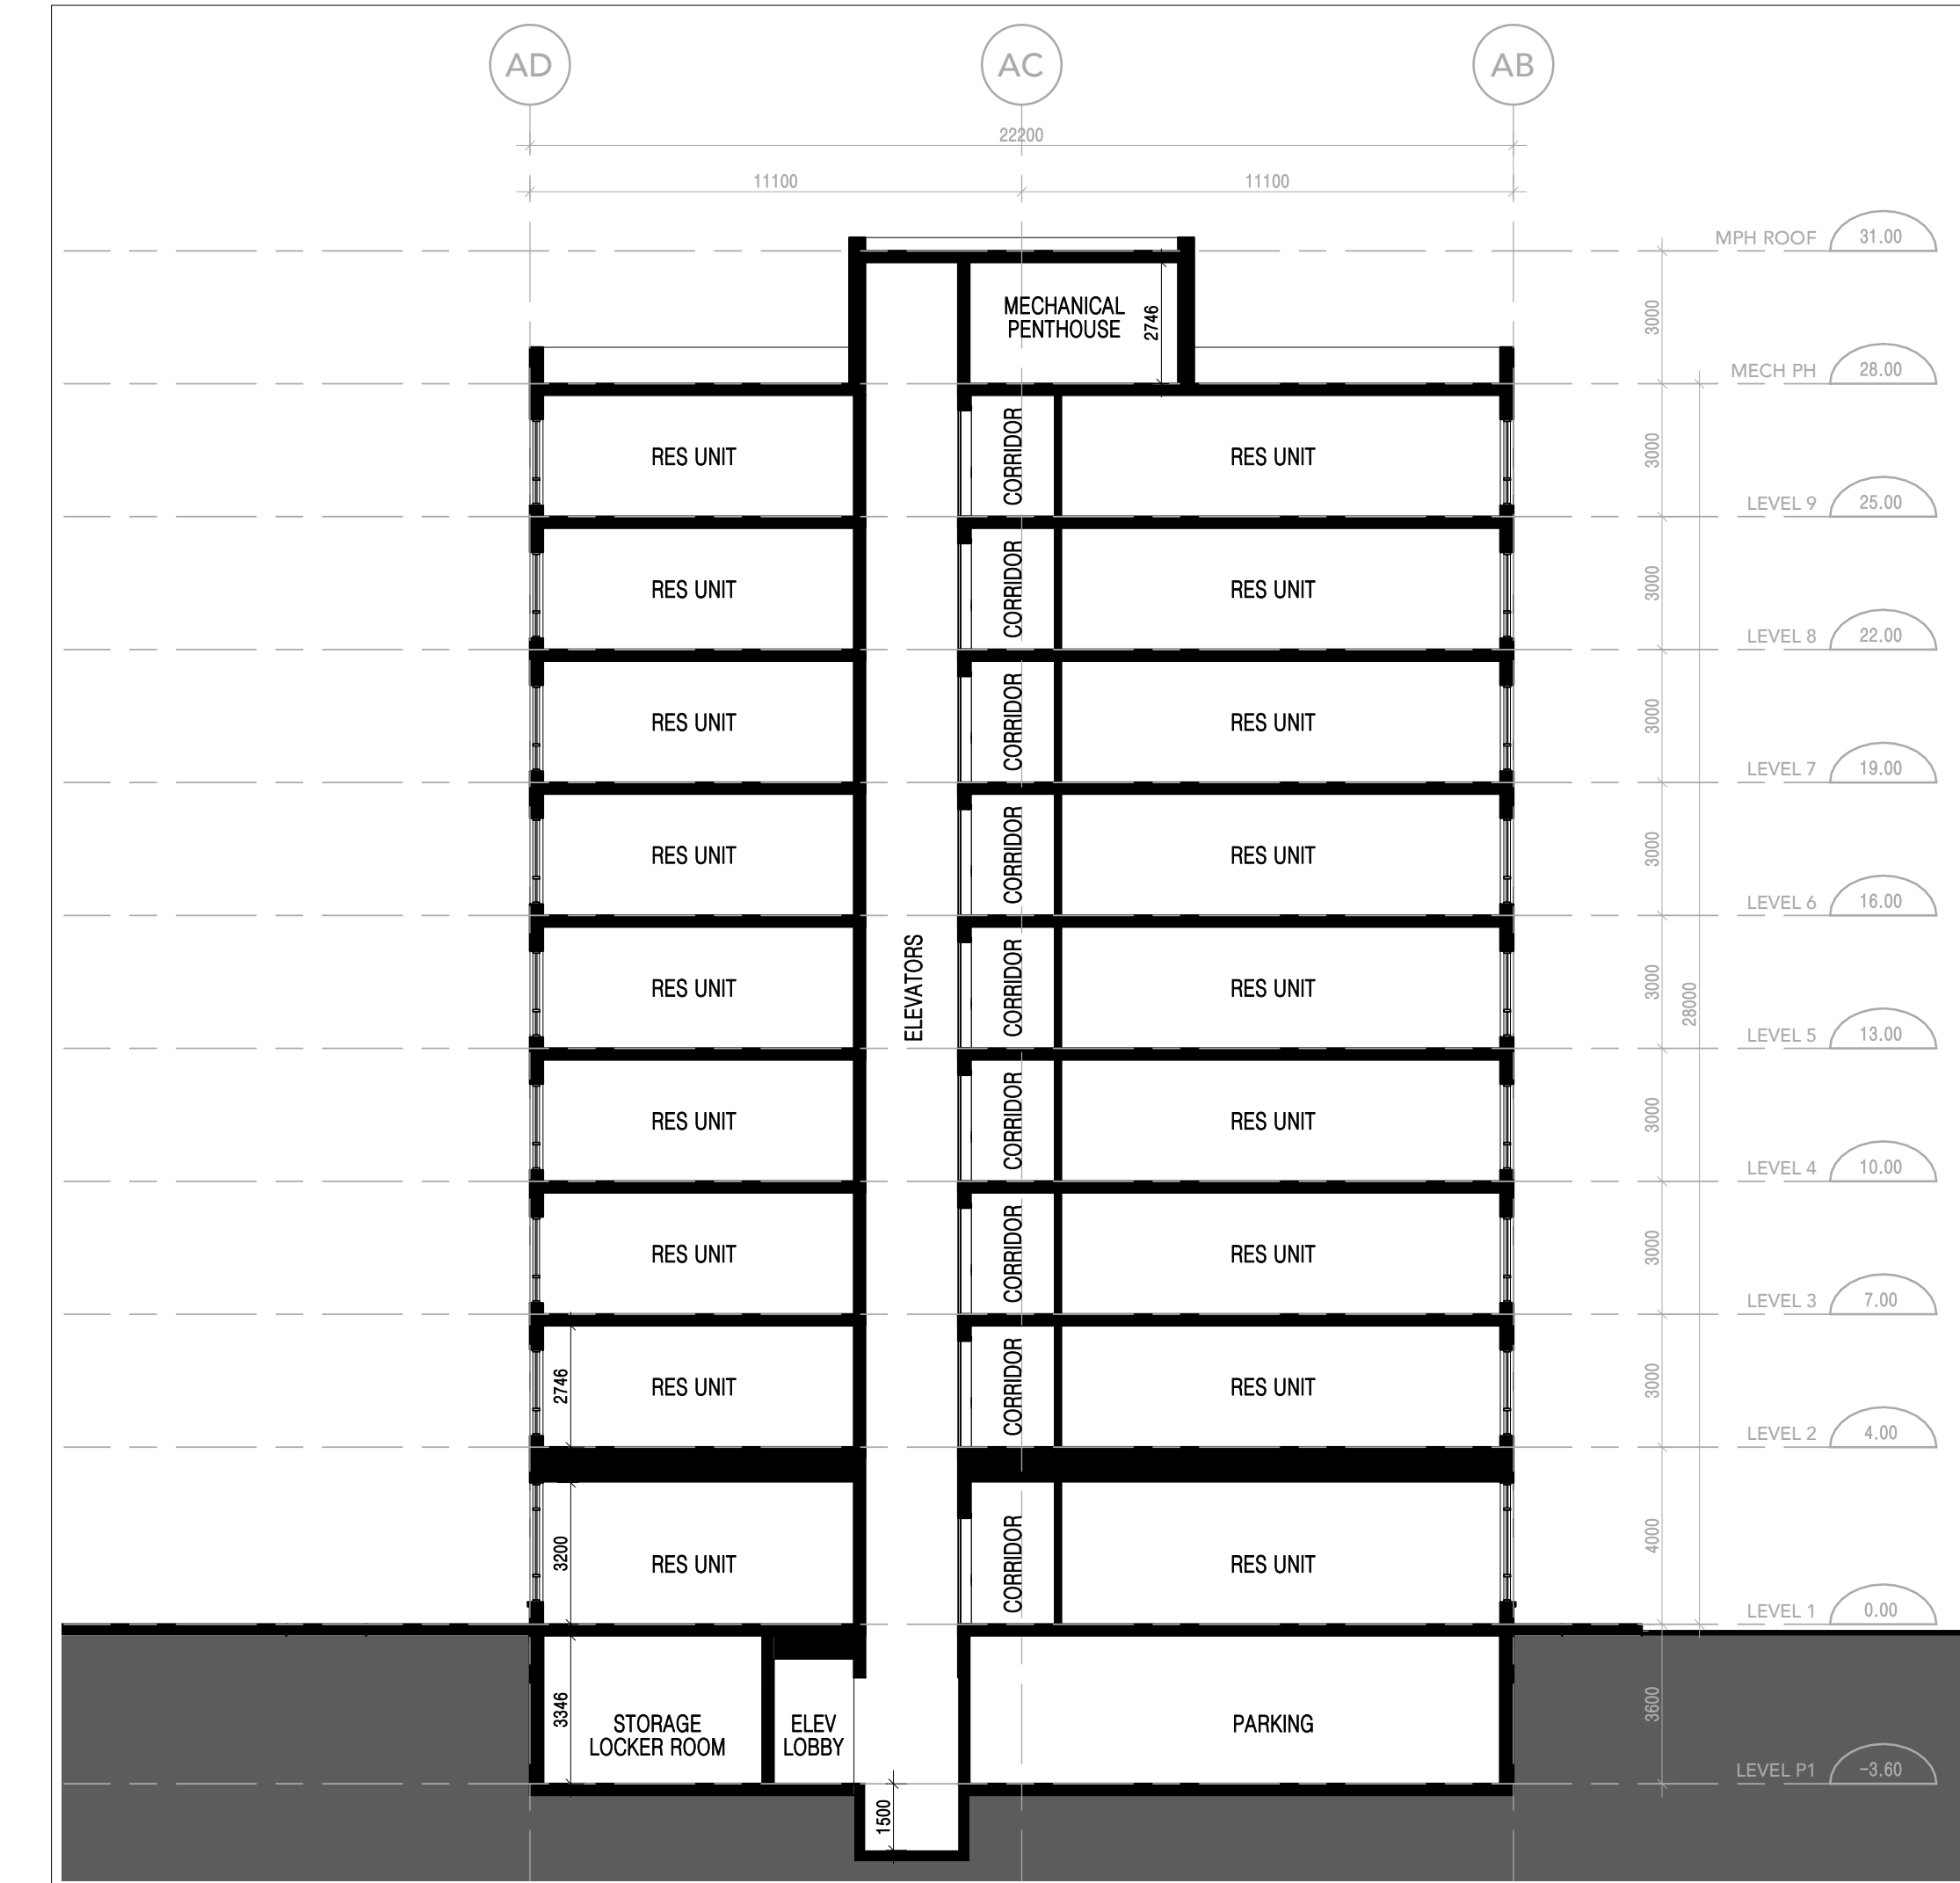 AD
AC
AB
22200
11100
11100
MPH ROOF 31.00
3000
MECHANICAL
PENTHOUSE
2746
MECH PH 28.00
RES UNIT
CORRIDOR
RES UNIT
3000
LEVEL 9 25.00
RES UNIT
CORRIDOR
RES UNIT
3000
LEVEL 8 22.00
RES UNIT
CORRIDOR
RES UNIT
3000
LEVEL 7 19.00
RES UNIT
CORRIDOR
RES UNIT
3000
LEVEL 6 16.00
ELEVATORS
RES UNIT
CORRIDOR
RES UNIT
3000
28000
LEVEL 5 13.00
RES UNIT
CORRIDOR
RES UNIT
3000
LEVEL 4 10.00
RES UNIT
CORRIDOR
RES UNIT
3000
LEVEL 3 7.00
2746
RES UNIT
CORRIDOR
RES UNIT
3000
LEVEL 2 4.00
3200
RES UNIT
CORRIDOR
RES UNIT
4000
LEVEL 1 0.00
3346
STORAGE
LOCKER ROOM
ELEV
LOBBY
PARKING
3600
LEVEL P1 -3.60
1500